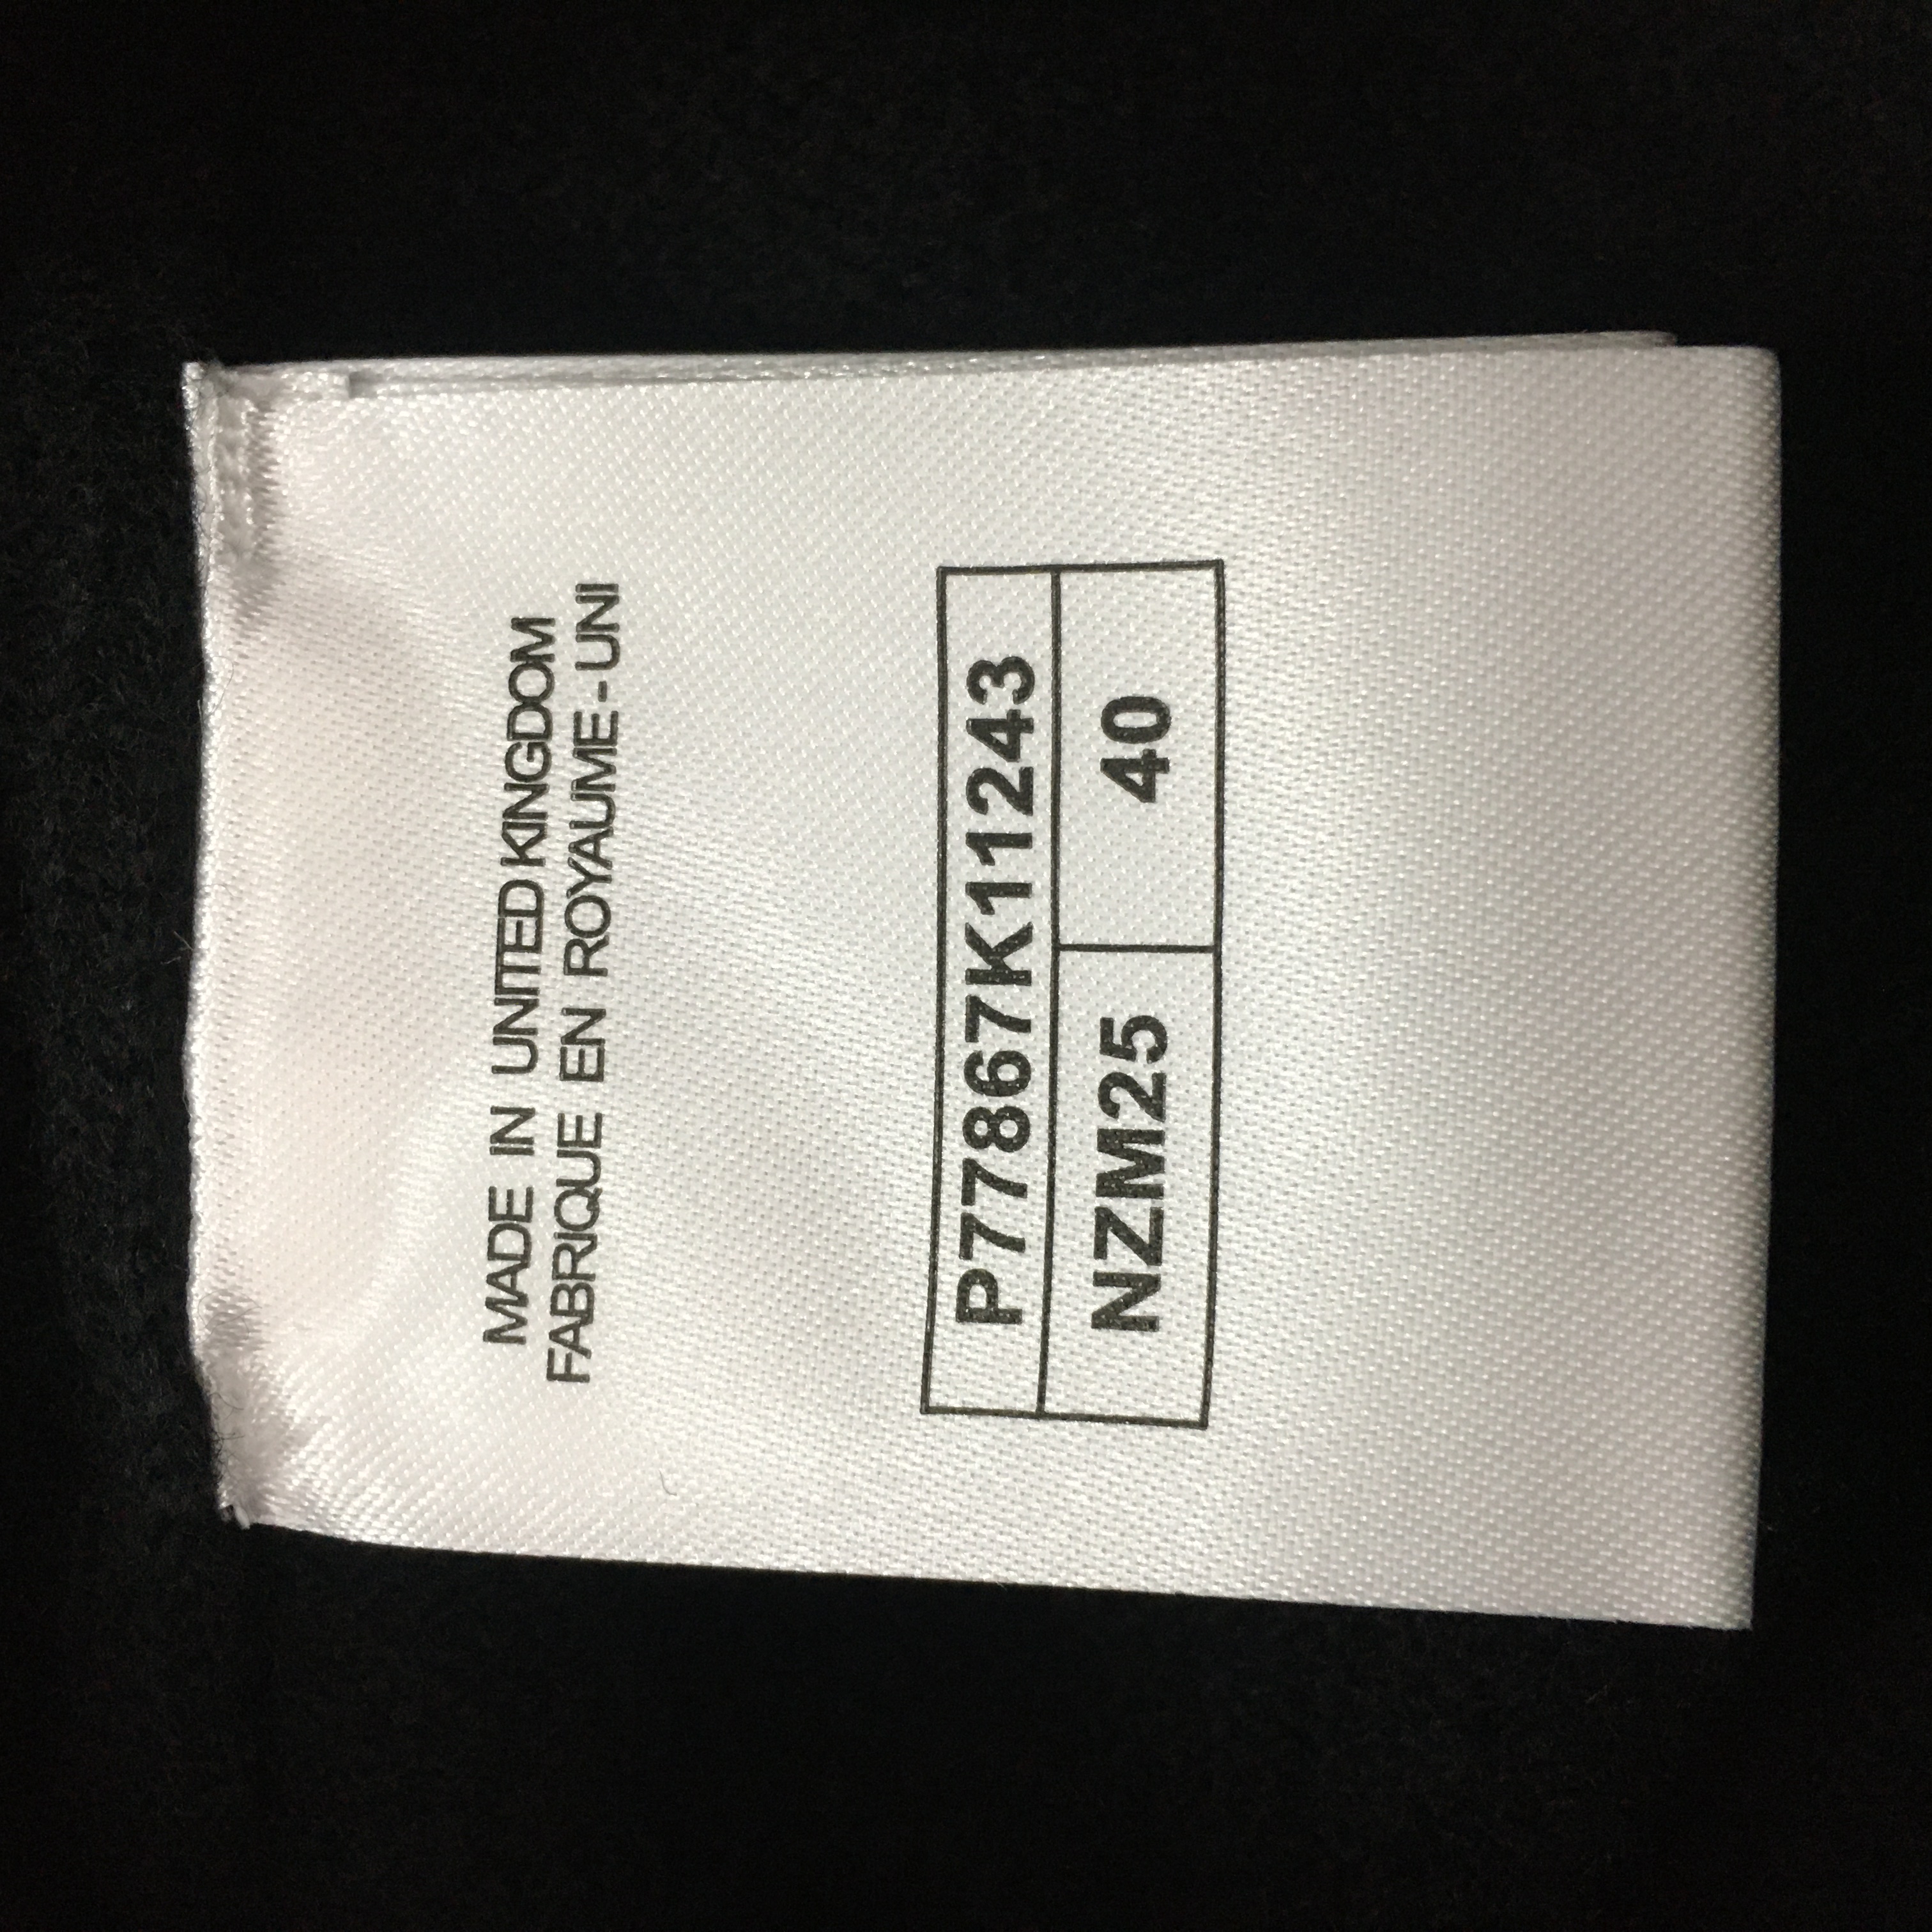 MADE IN UNITED KINGDOM
FABRIQUE EN ROYAUME-UNI
P77867K11243
NZM25 40